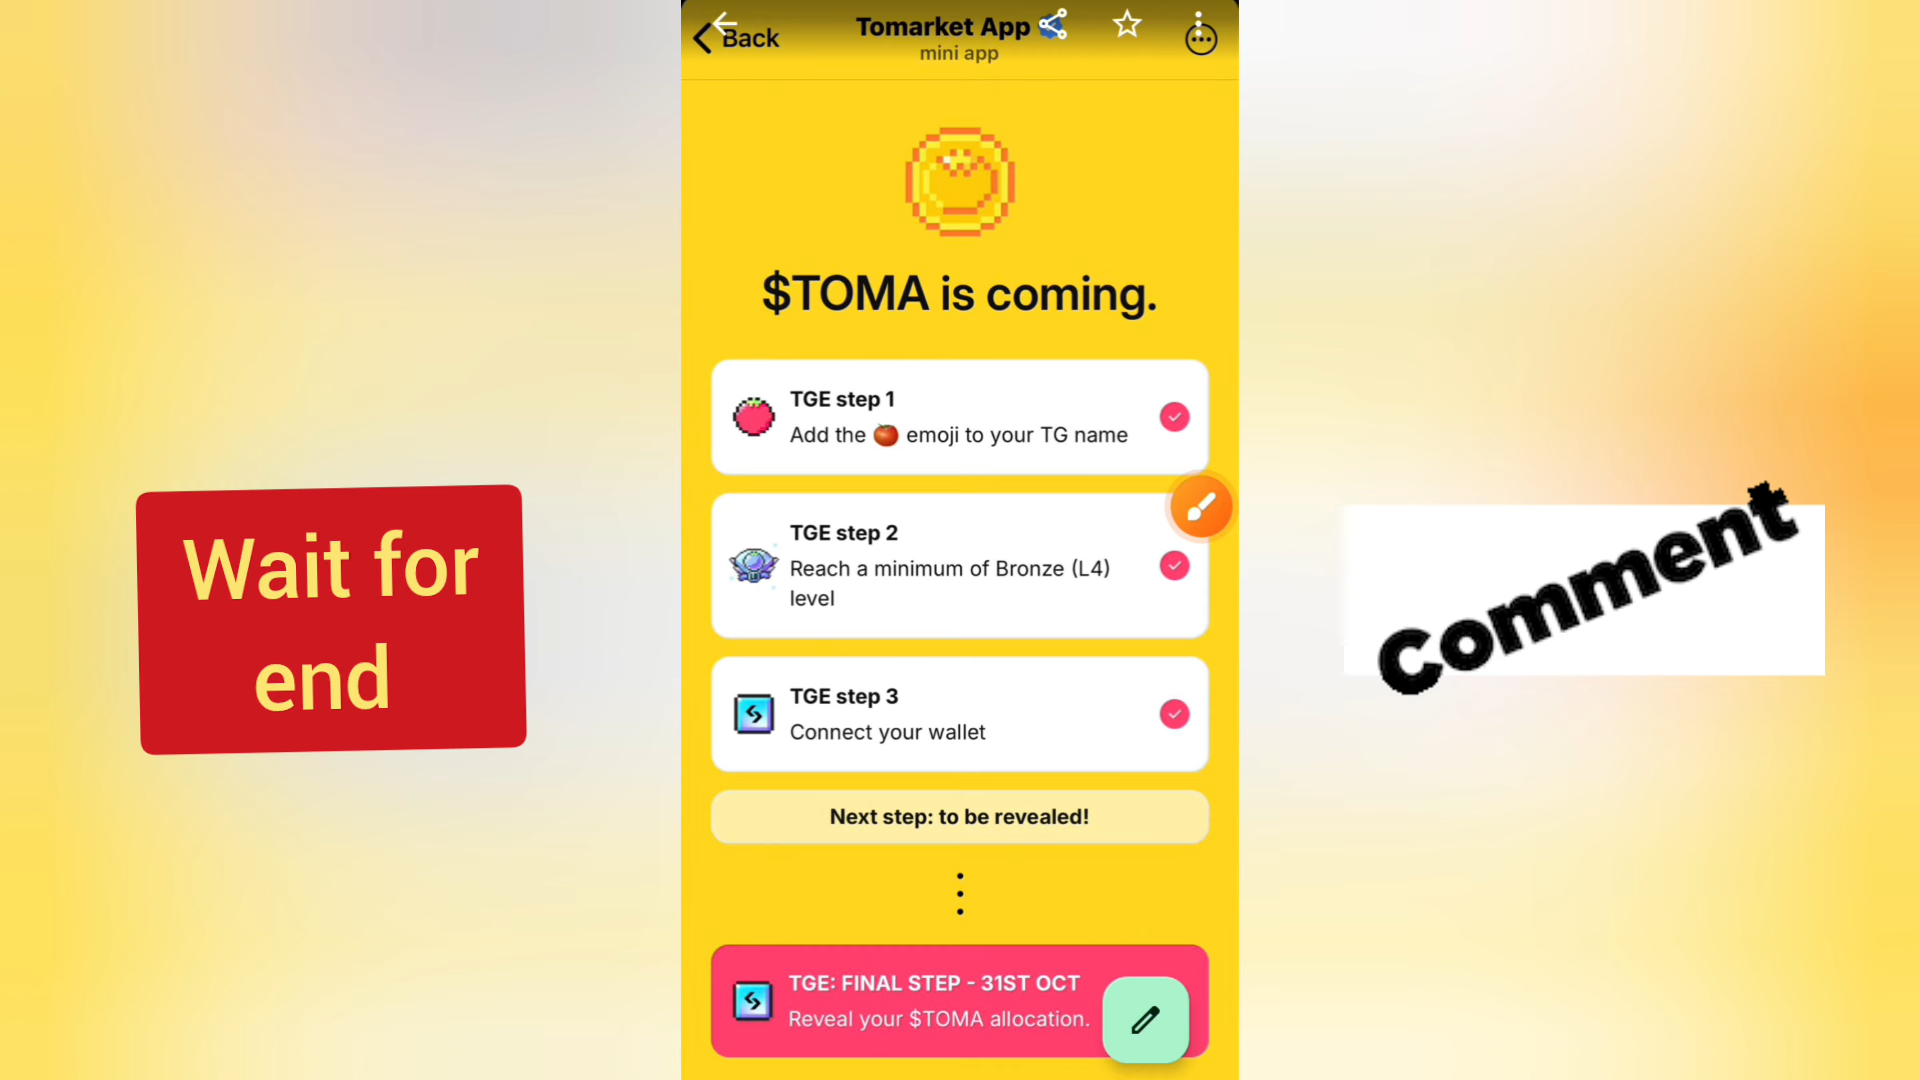 Back
Tomarket App
mini app
$TOMA is coming.
TGE step 1
Add the 🍅 emoji to your TG name
TGE step 2
Reach a minimum of Bronze (L4)
level
TGE step 3
Connect your wallet
Next step: to be revealed!
TGE: FINAL STEP - 31ST OCT
Reveal your $TOMA allocation.
Wait for
end
Comment